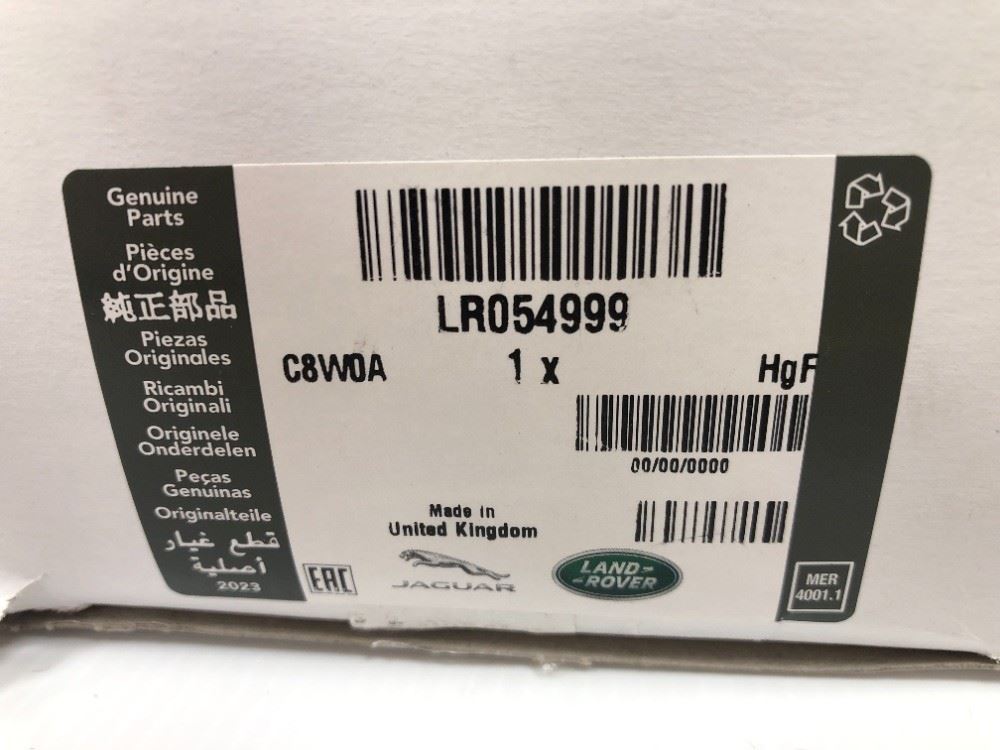 Genuine
Parts
Pièces
d'Origine
純正部品
Piezas
Originales
Ricambi
Originali
Originele
Onderdelen
Peças
Genuinas
Originalteile
قطع غيار
أصلية
2023
LR054999
C8W0A 1 x HgF
00/00/0000
Made in
United Kingdom
EAC
JAGUAR
LAND-
-ROVER
MER
4001.1